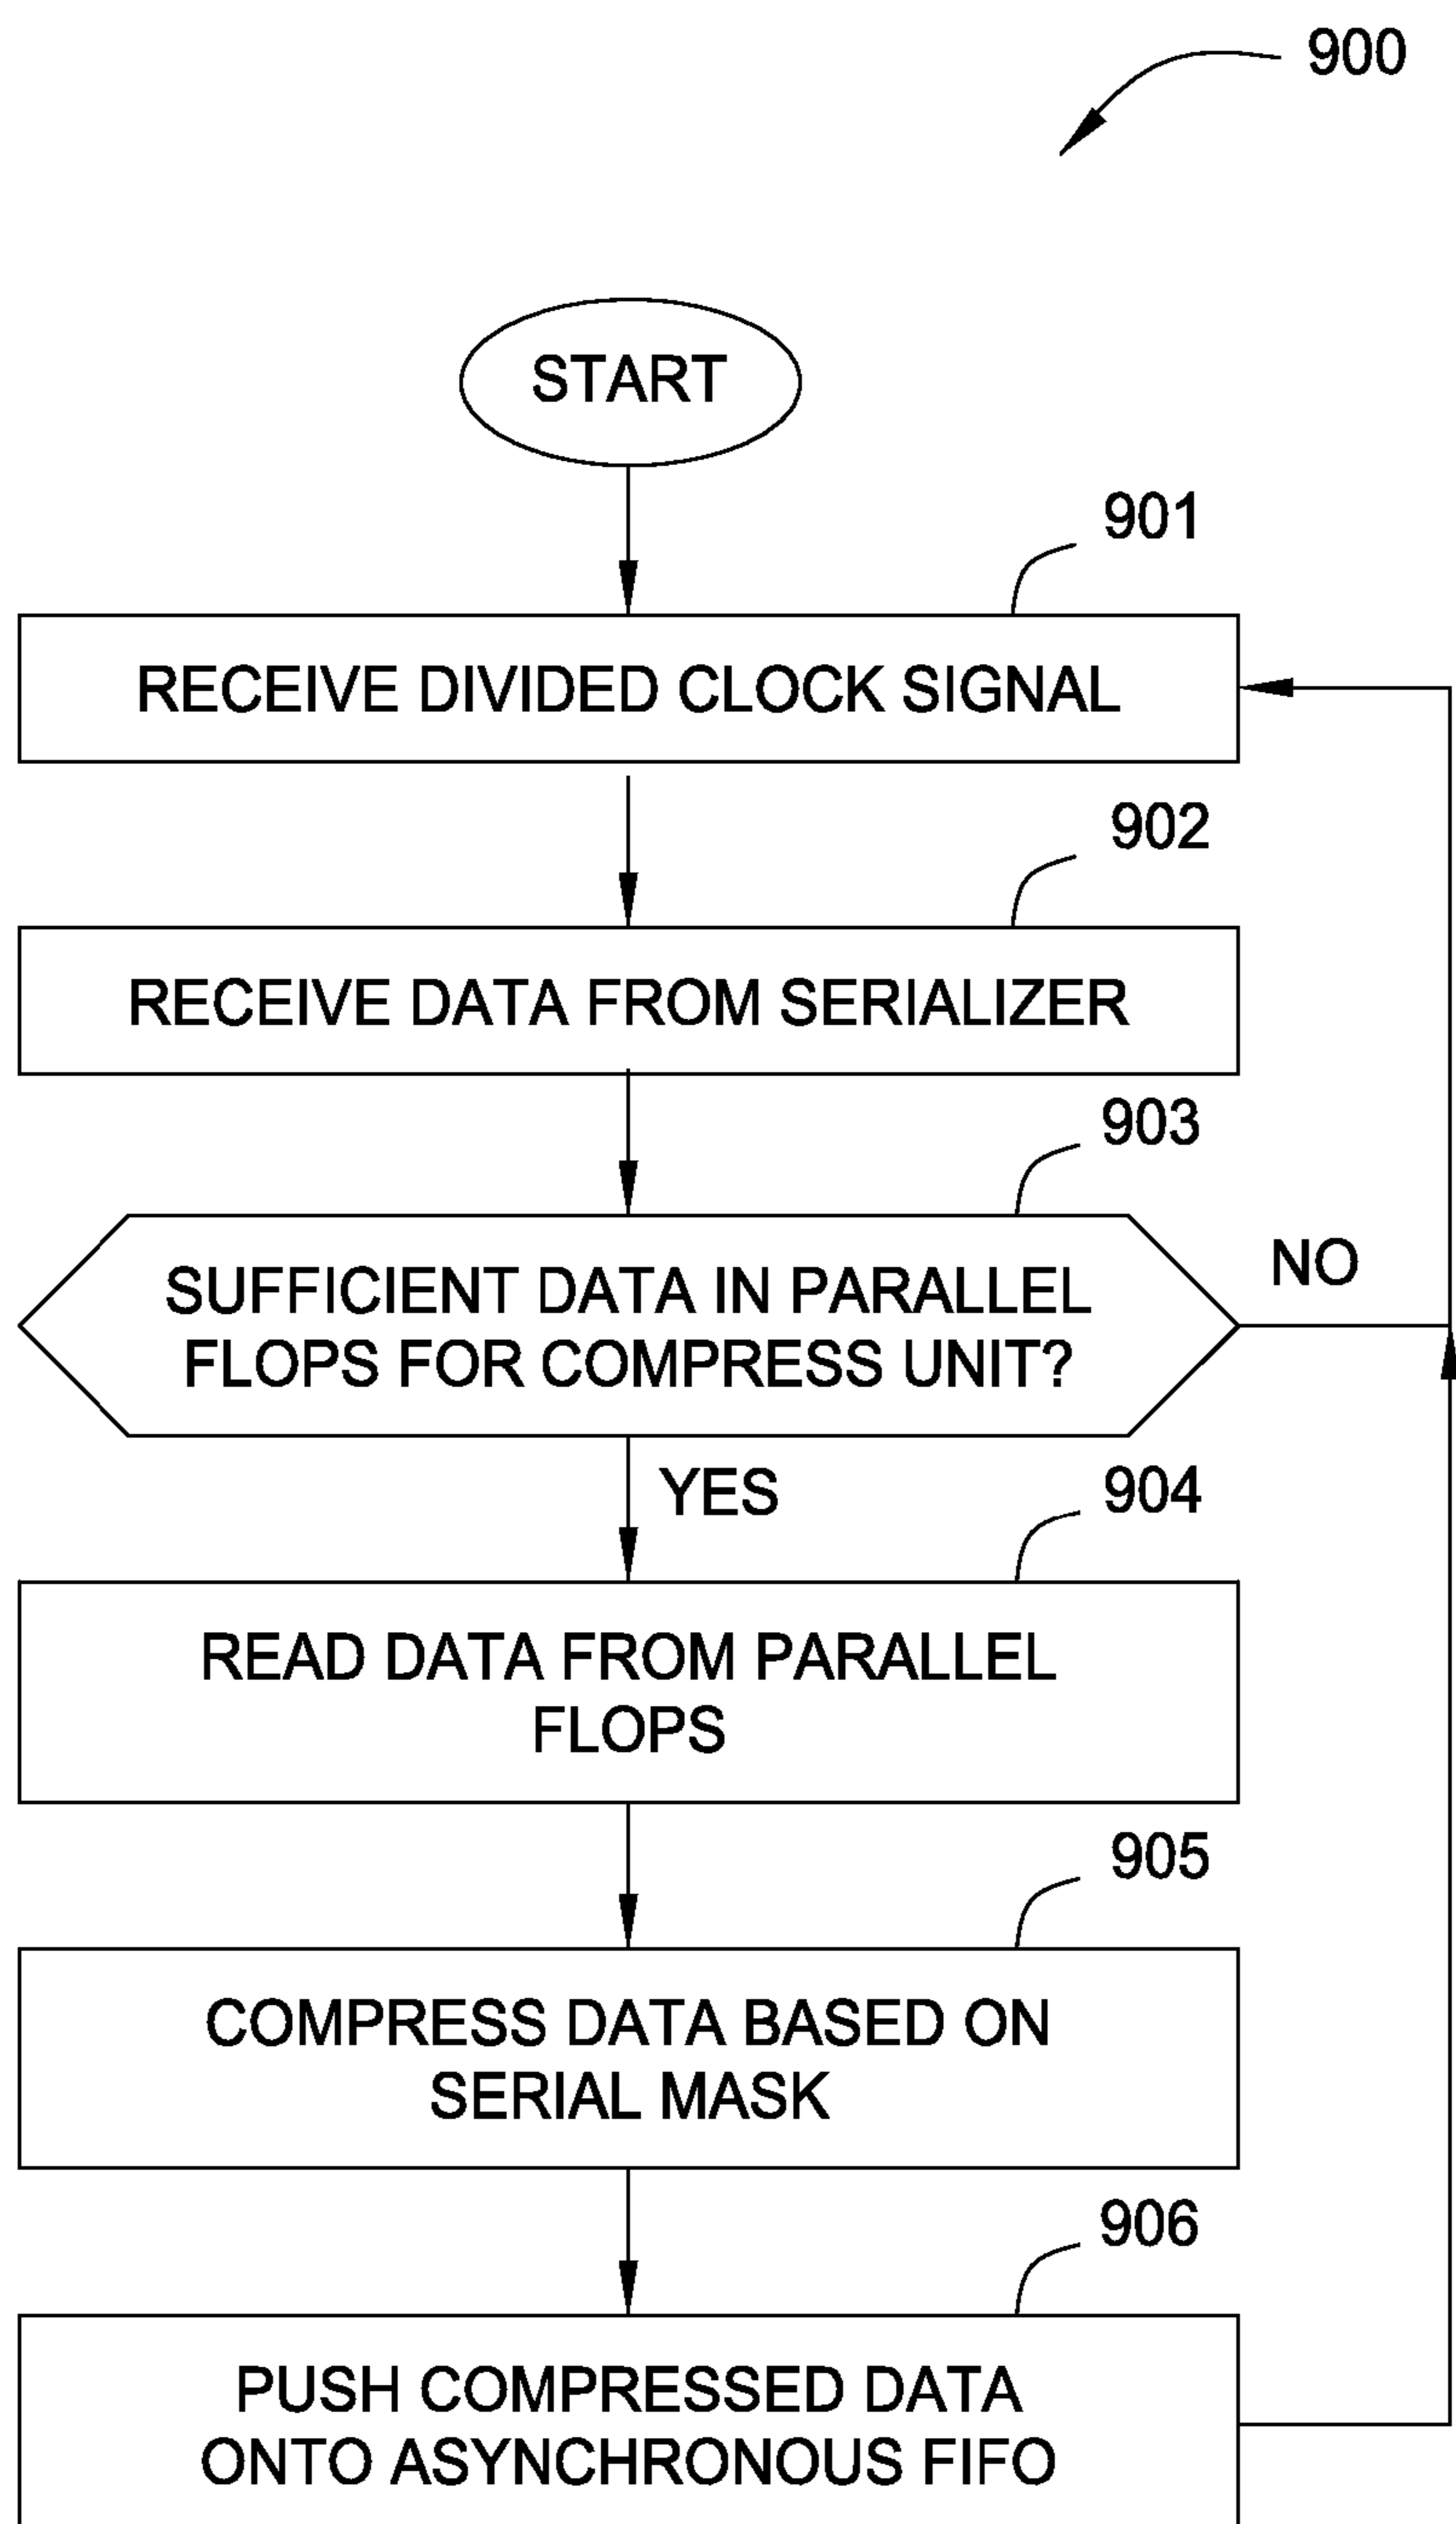 900
START
901
RECEIVE DIVIDED CLOCK SIGNAL
902
RECEIVE DATA FROM SERIALIZER
903
SUFFICIENT DATA IN PARALLEL
FLOPS FOR COMPRESS UNIT?
NO
YES
904
READ DATA FROM PARALLEL
FLOPS
905
COMPRESS DATA BASED ON
SERIAL MASK
906
PUSH COMPRESSED DATA
ONTO ASYNCHRONOUS FIFO